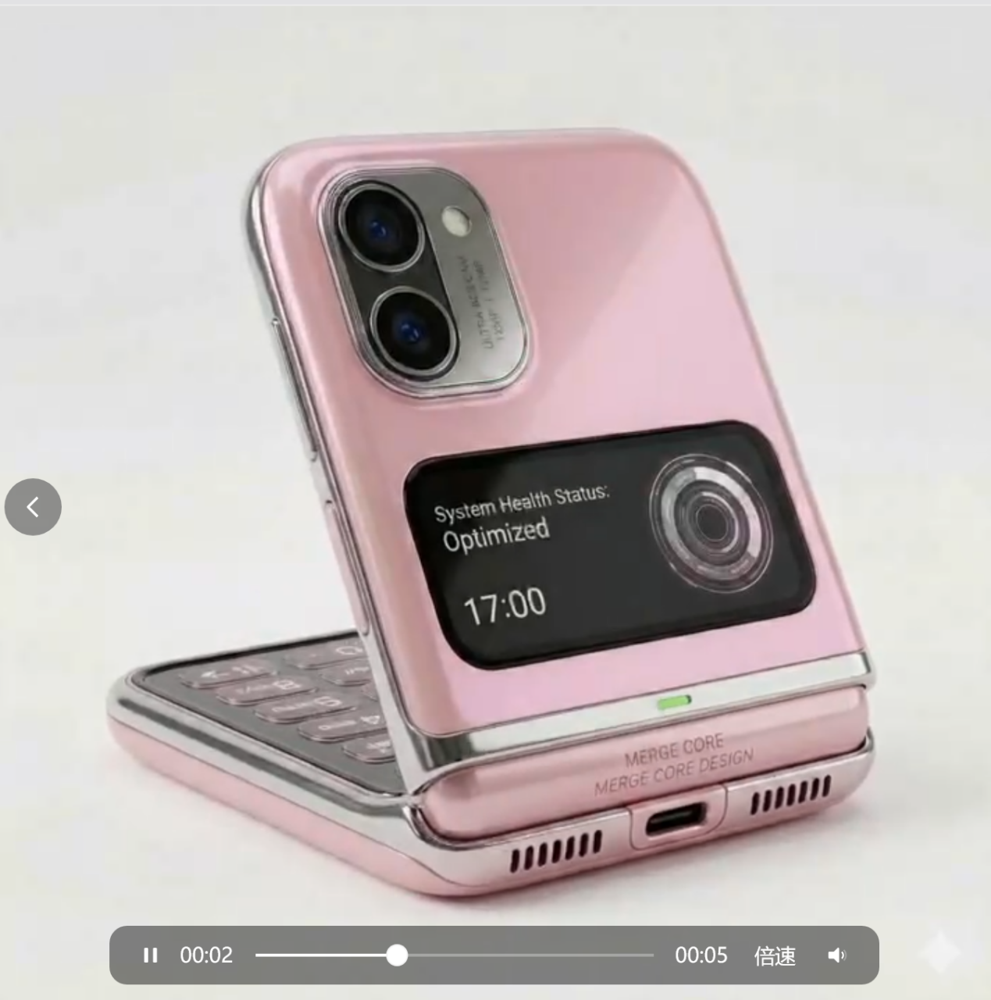 System Health Status:
Optimized
17:00
MERGE CORE
MERGE CORE DESIGN
00:02
00:05
倍速